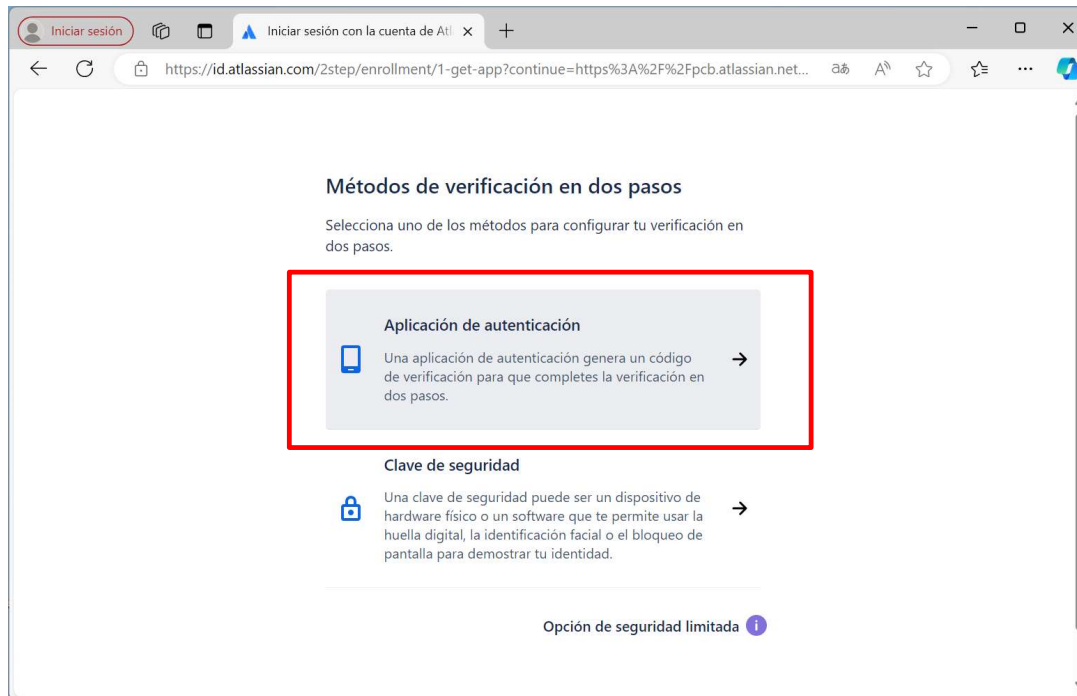 Iniciar sesión
Iniciar sesión con la cuenta de Atl
https://id.atlassian.com/2step/enrollment/1-get-app?continue=https%3A%2F%2Fpcb.atlassian.net...
Métodos de verificación en dos pasos
Selecciona uno de los métodos para configurar tu verificación en
dos pasos.
Aplicación de autenticación
Una aplicación de autenticación genera un código
de verificación para que completes la verificación en
dos pasos.
Clave de seguridad
Una clave de seguridad puede ser un dispositivo de
hardware físico o un software que te permite usar la
huella digital, la identificación facial o el bloqueo de
pantalla para demostrar tu identidad.
Opción de seguridad limitada